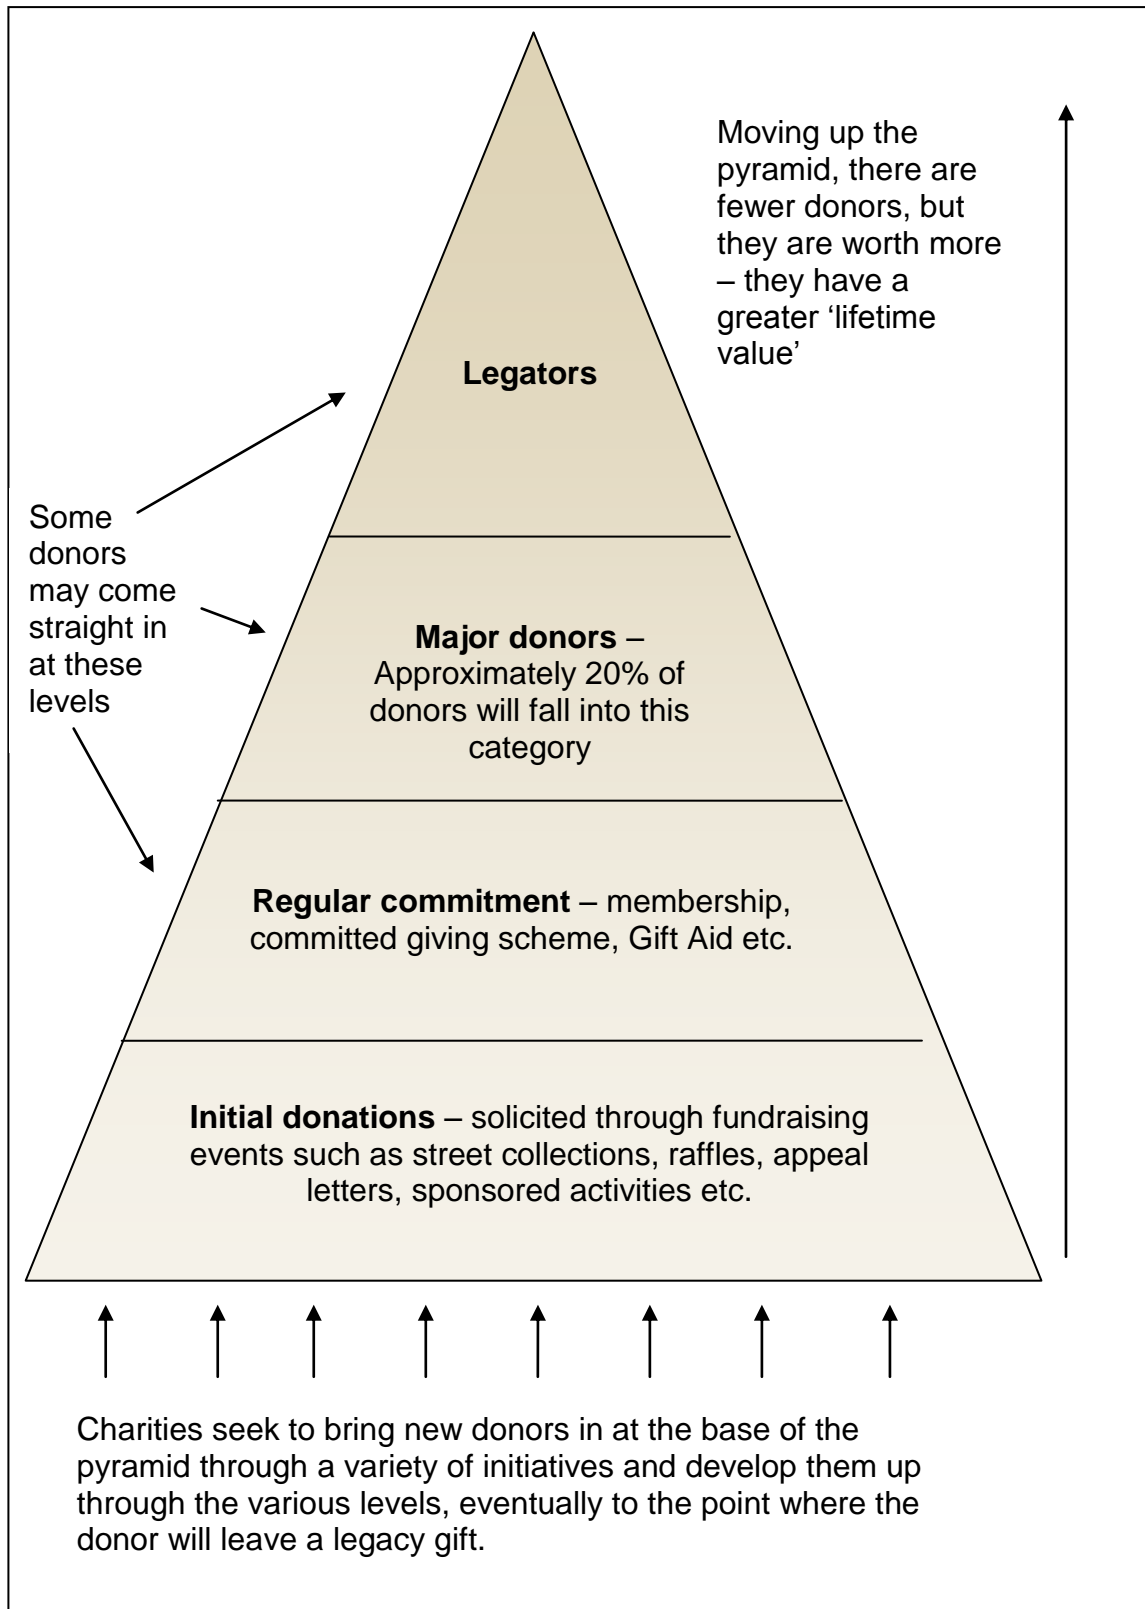 Moving up the
pyramid, there are
fewer donors, but
they are worth more
– they have a
greater ‘lifetime
value’
Legators
Some
donors
may come
straight in
at these
levels
Major donors –
Approximately 20% of
donors will fall into this
category
Regular commitment – membership,
committed giving scheme, Gift Aid etc.
Initial donations – solicited through fundraising
events such as street collections, raffles, appeal
letters, sponsored activities etc.
Charities seek to bring new donors in at the base of the
pyramid through a variety of initiatives and develop them up
through the various levels, eventually to the point where the
donor will leave a legacy gift.